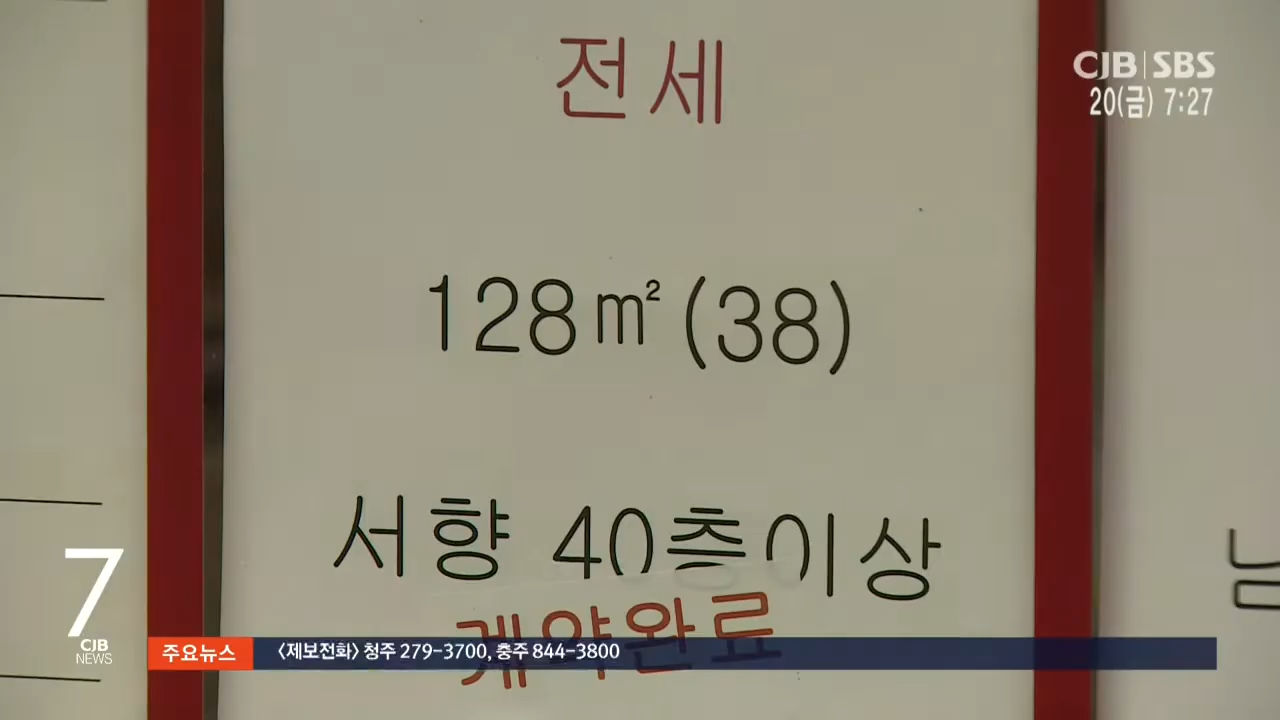 전세
CJB SBS
20(금) 7:27
128㎡(38)
서향 40층이상
계약완료
7
CJB
NEWS
주요뉴스
<제보전화> 청주 279-3700, 충주 844-3800